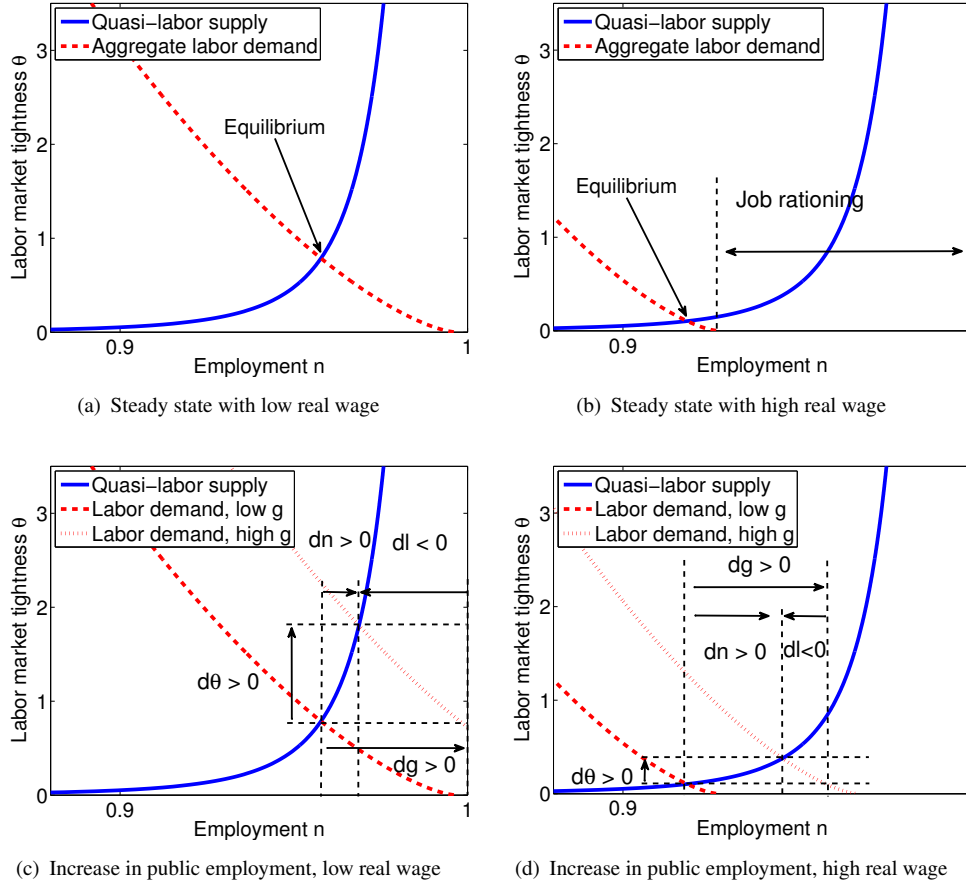 Quasi−labor supply
Aggregate labor demand
3
2
1
0
Labor market tightness θ
Equilibrium
0.9
1
Employment n
(a) Steady state with low real wage
Quasi−labor supply
Aggregate labor demand
3
2
1
0
Labor market tightness θ
Equilibrium
Job rationing
0.9
Employment n
(b) Steady state with high real wage
Quasi−labor supply
Labor demand, low g
Labor demand, high g
3
2
1
0
Labor market tightness θ
dn > 0
dl < 0
dθ > 0
dg > 0
0.9
1
Employment n
(c) Increase in public employment, low real wage
Quasi−labor supply
Labor demand, low g
Labor demand, high g
3
2
1
0
Labor market tightness θ
dg > 0
dn > 0
dl<0
dθ > 0
0.9
Employment n
(d) Increase in public employment, high real wage